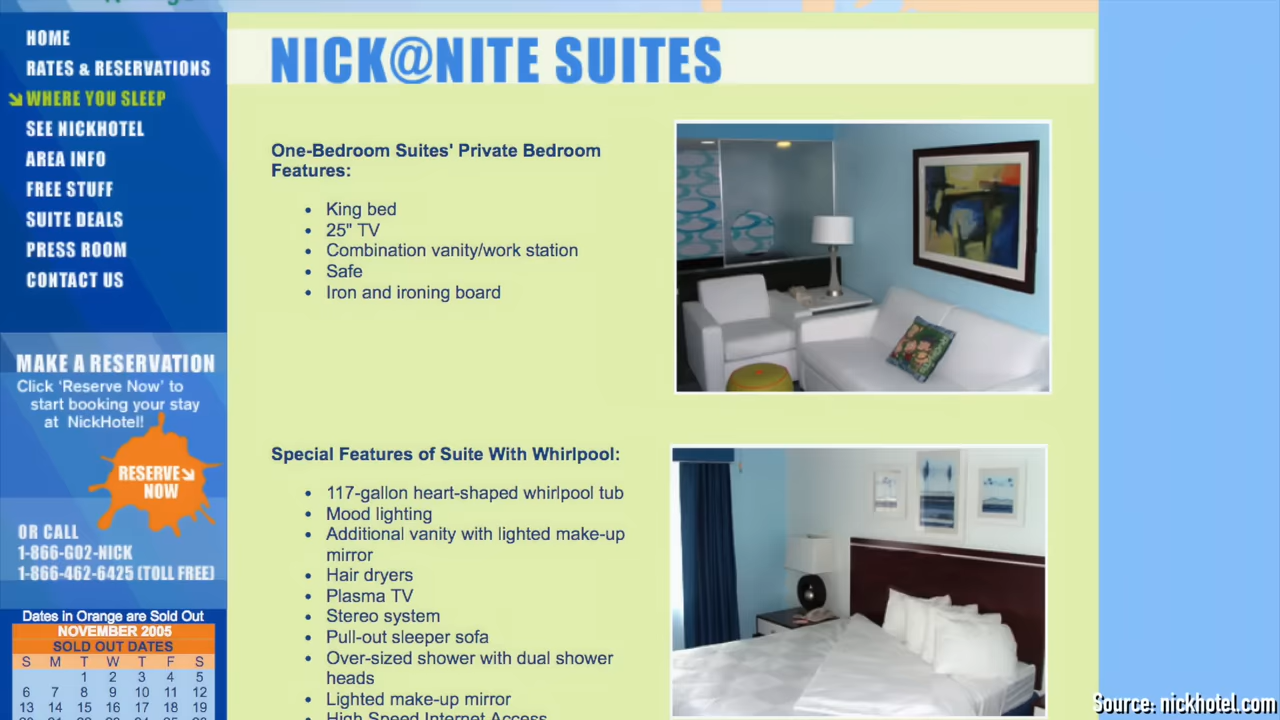 HOME
RATES & RESERVATIONS
WHERE YOU SLEEP
SEE NICKHOTEL
AREA INFO
FREE STUFF
SUITE DEALS
PRESS ROOM
CONTACT US
MAKE A RESERVATION
Click 'Reserve Now' to
start booking your stay
at NickHotel!
RESERVE
NOW
OR CALL
1-866-GO2-NICK
1-866-462-6425 (TOLL FREE)
Dates in Orange are Sold Out
NOVEMBER 2005
SOLD OUT DATES
S M T W T F S
1 2 3 4 5
6 7 8 9 10 11 12
13 14 15 16 17 18 19
NICK@NITE SUITES
One-Bedroom Suites' Private Bedroom
Features:
• King bed
• 25" TV
• Combination vanity/work station
• Safe
• Iron and ironing board
Special Features of Suite With Whirlpool:
• 117-gallon heart-shaped whirlpool tub
• Mood lighting
• Additional vanity with lighted make-up
mirror
• Hair dryers
• Plasma TV
• Stereo system
• Pull-out sleeper sofa
• Over-sized shower with dual shower
heads
• Lighted make-up mirror
• High Speed Internet Access
Source: nickhotel.com